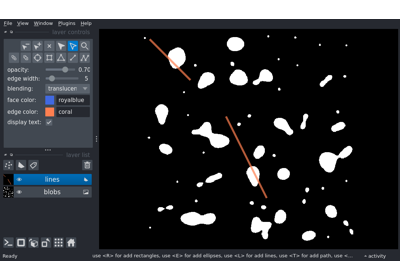 File View Window Plugins Help
layer controls
opacity: 0.70
edge width: 5
blending: translucen
face color: royalblue
edge color: coral
display text:
layer list
lines
blobs
Ready use <R> for add rectangles, use <E> for add ellipses, use <L> for add lines, use <T> for add path, use <... activity